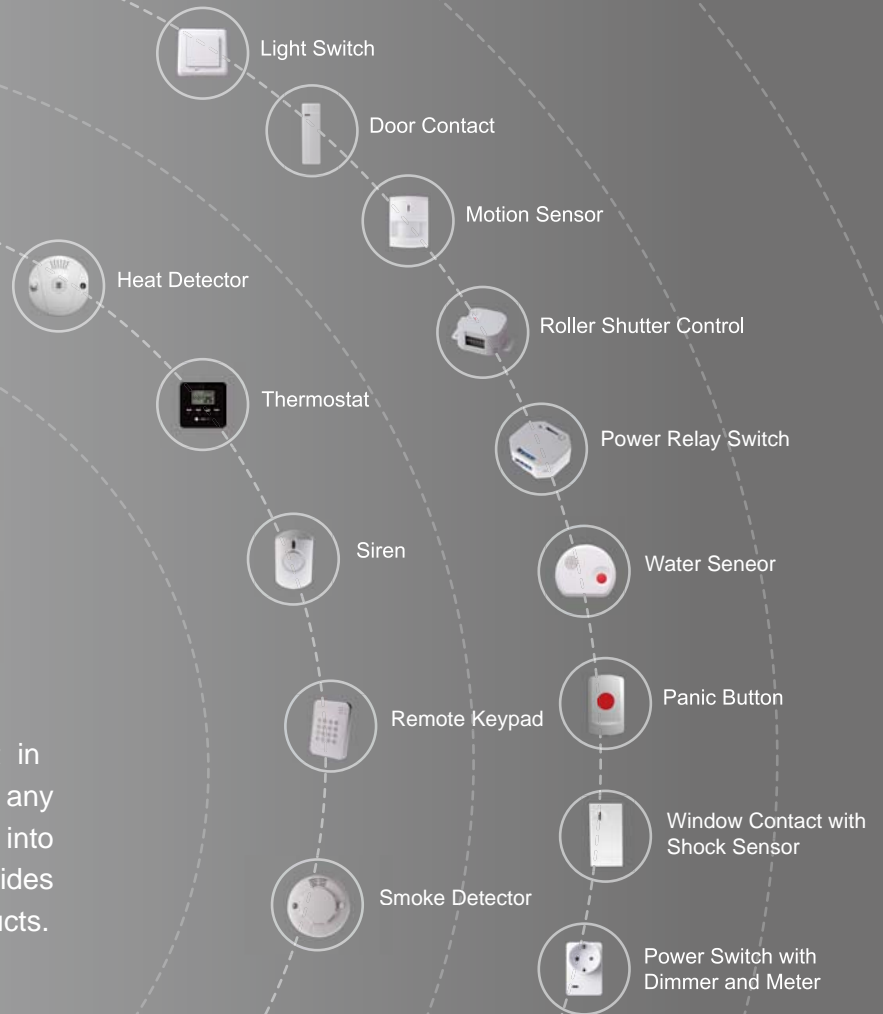 Light Switch
Door Contact
Motion Sensor
Heat Detector
Roller Shutter Control
Thermostat
Power Relay Switch
Siren
Water Seneor
Panic Button
Remote Keypad
in
any
into
ides
ucts.
Window Contact with
Shock Sensor
Smoke Detector
Power Switch with
Dimmer and Meter